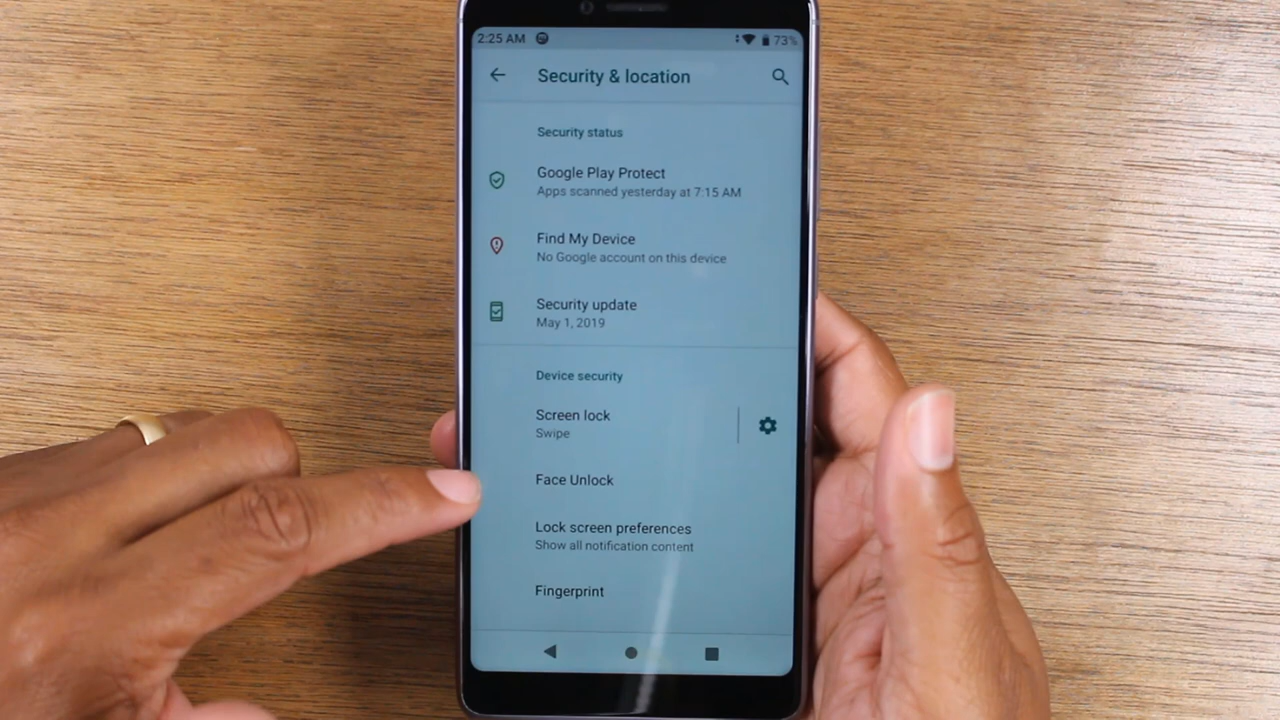 2:25 AM 73%
Security & location
Security status
Google Play Protect
Apps scanned yesterday at 7:15 AM
Find My Device
No Google account on this device
Security update
May 1, 2019
Device security
Screen lock
Swipe
Face Unlock
Lock screen preferences
Show all notification content
Fingerprint